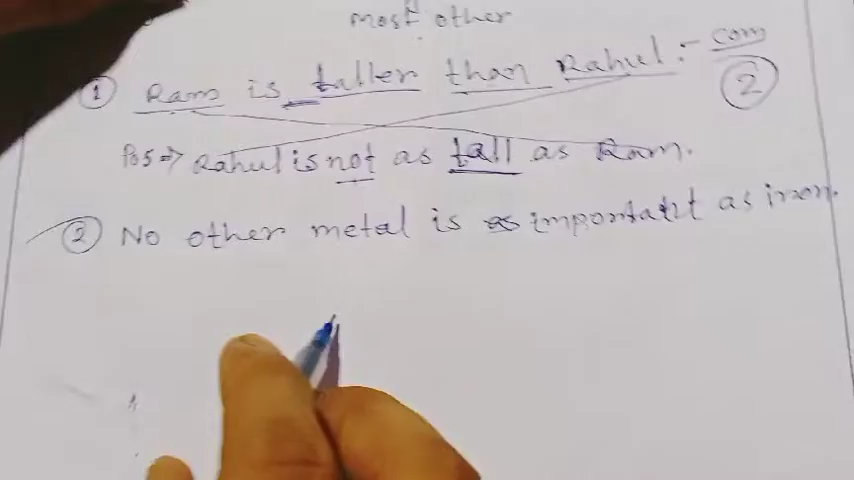 most other
① Ram is taller than Rahul :- com ②
Pos ⇒ Rahul is not as tall as Ram.
② No other metal is as important as iron.